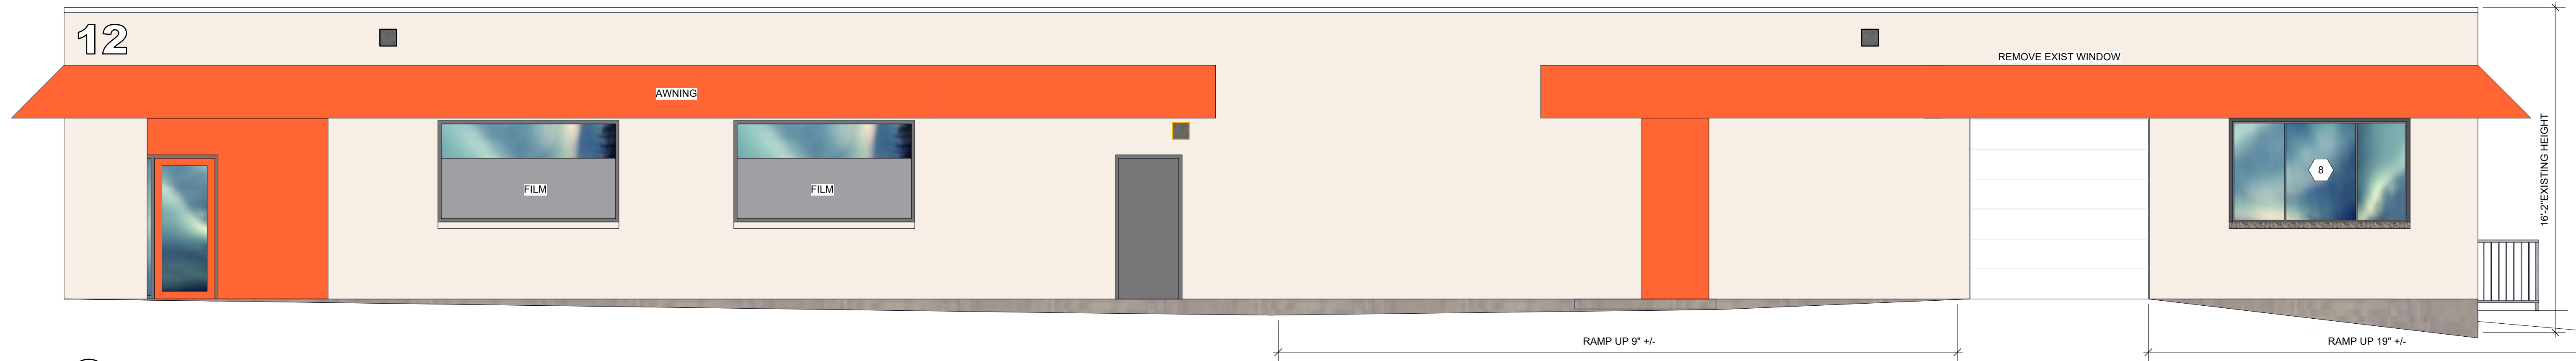 12
REMOVE EXIST WINDOW
AWNING
FILM
FILM
8
16'-2"EXISTING HEIGHT
RAMP UP 9" +/-
RAMP UP 19" +/-